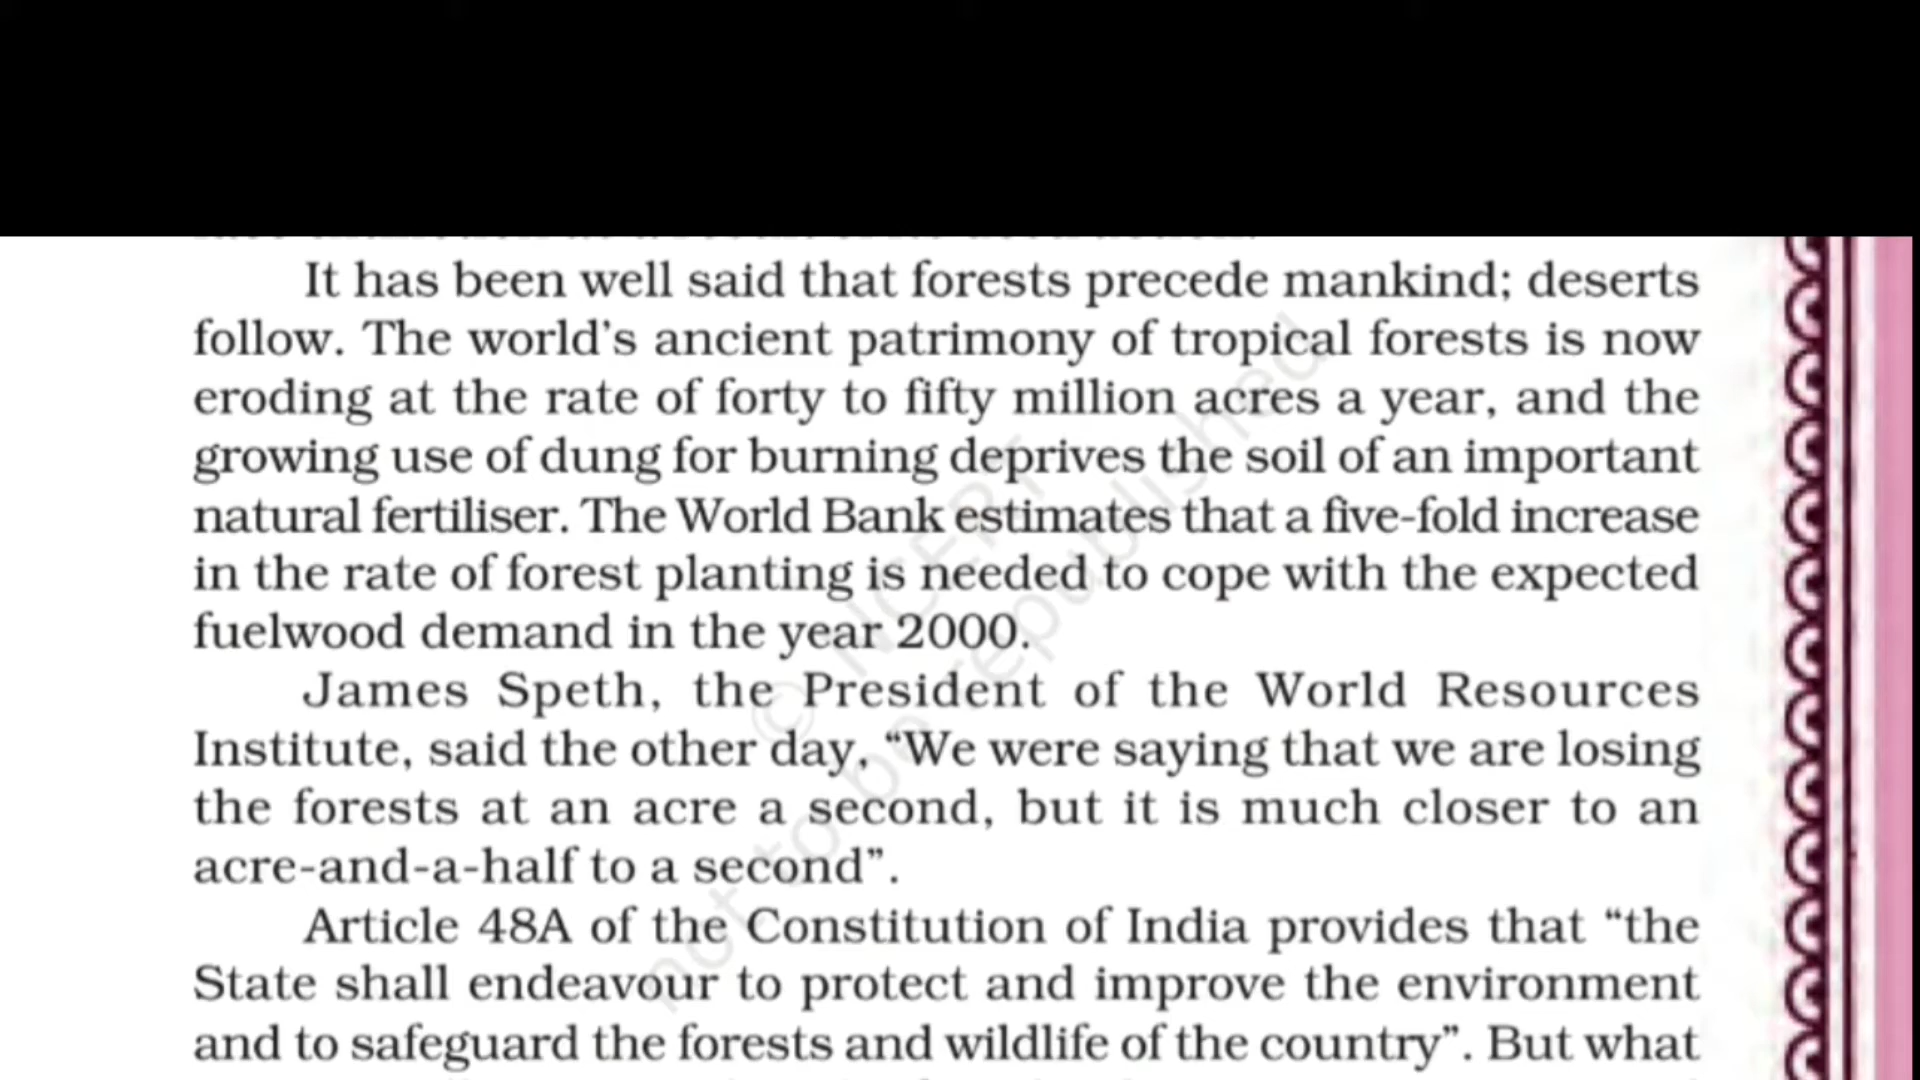 It has been well said that forests precede mankind; deserts
follow. The world's ancient patrimony of tropical forests is now
eroding at the rate of forty to fifty million acres a year, and the
growing use of dung for burning deprives the soil of an important
natural fertiliser. The World Bank estimates that a five-fold increase
in the rate of forest planting is needed to cope with the expected
fuelwood demand in the year 2000.
James Speth, the President of the World Resources
Institute, said the other day, “We were saying that we are losing
the forests at an acre a second, but it is much closer to an
acre-and-a-half to a second”.
Article 48A of the Constitution of India provides that “the
State shall endeavour to protect and improve the environment
and to safeguard the forests and wildlife of the country”. But what
© NCERT
not to be republished